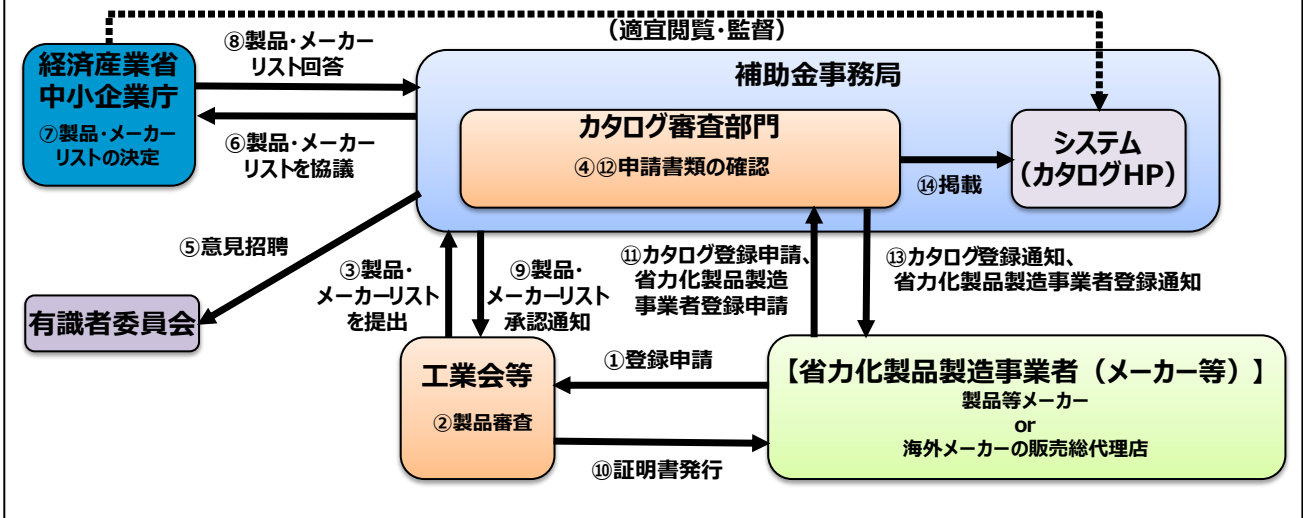 （適宜閲覧・監督）
⑧製品・メーカー
リスト回答
経済産業省
中小企業庁
⑦製品・メーカー
リストの決定
⑥製品・メーカー
リストを協議
補助金事務局
カタログ審査部門
④⑫申請書類の確認
⑭掲載
システム
（カタログHP）
⑤意見招聘
有識者委員会
③製品・
メーカーリスト
を提出
⑨製品・
メーカーリスト
承認通知
⑪カタログ登録申請、
省力化製品製造
事業者登録申請
⑬カタログ登録通知、
省力化製品製造事業者登録通知
工業会等
②製品審査
①登録申請
⑩証明書発行
【省力化製品製造事業者（メーカー等）】
製品等メーカー
or
海外メーカーの販売総代理店